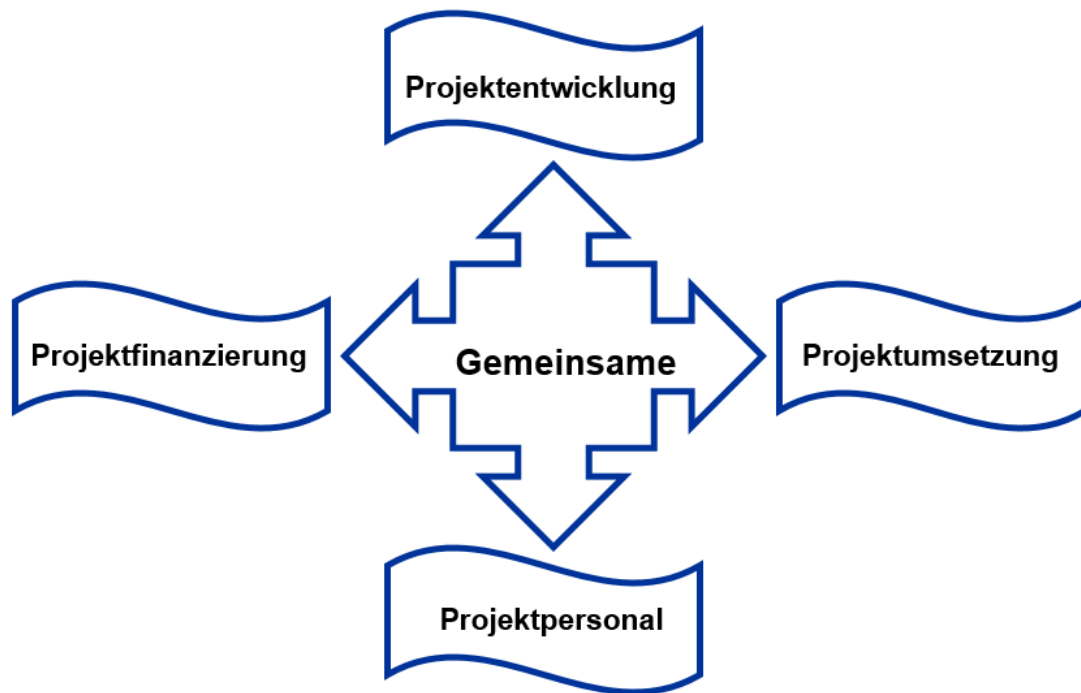 Projektentwicklung
Projektfinanzierung
Gemeinsame
Projektumsetzung
Projektpersonal